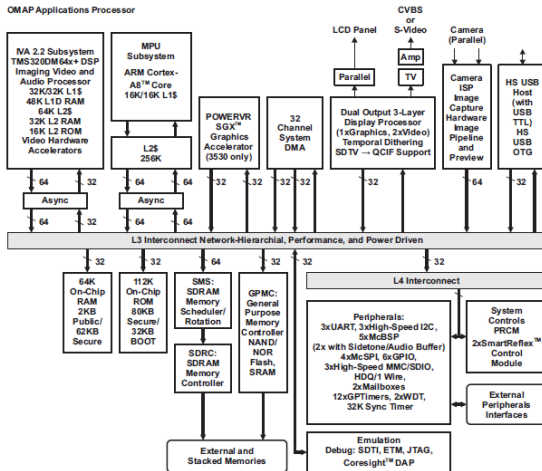 OMAP Applications Processor
LCD Panel
CVBS
or
S-Video
Camera
(Parallel)
Amp
Parallel
TV
IVA 2.2 Subsystem
TMS320DM64x+ DSP
Imaging Video and
Audio Processor
32K/32K L1$
48K L1D RAM
64K L2$
32K L2 RAM
16K L2 ROM
Video Hardware
Accelerators
MPU
Subsystem
ARM Cortex-
A8™ Core
16K/16K L1$
L2$
256K
POWERVR
SGX™
Graphics
Accelerator
(3530 only)
32
Channel
System
DMA
Dual Output 3-Layer
Display Processor
(1xGraphics, 2xVideo)
Temporal Dithering
SDTV → QCIF Support
Camera
ISP
Image
Capture
Hardware
Image
Pipeline
and
Preview
HS USB
Host
(with
USB
TTL)
HS
USB
OTG
64 32 64 32
Async Async
64 32 64 32 32 32 32 32 64 32
L3 Interconnect Network-Hierarchial, Performance, and Power Driven
32 32 64 32 32 32
64K
On-Chip
RAM
2KB
Public/
62KB
Secure
112K
On-Chip
ROM
80KB
Secure/
32KB
BOOT
SMS:
SDRAM
Memory
Scheduler/
Rotation
SDRC:
SDRAM
Memory
Controller
GPMC:
General
Purpose
Memory
Controller
NAND/
NOR
Flash,
SRAM
L4 Interconnect
Peripherals:
3xUART, 3xHigh-Speed I2C,
5xMcBSP
(2x with Sidetone/Audio Buffer)
4xMcSPI, 6xGPIO,
3xHigh-Speed MMC/SDIO,
HDQ/1 Wire,
2xMailboxes
12xGPTimers, 2xWDT,
32K Sync Timer
System
Controls
PRCM
2xSmartReflex™
Control
Module
External
Peripherals
Interfaces
External and
Stacked Memories
Emulation
Debug: SDTI, ETM, JTAG,
Coresight™ DAP